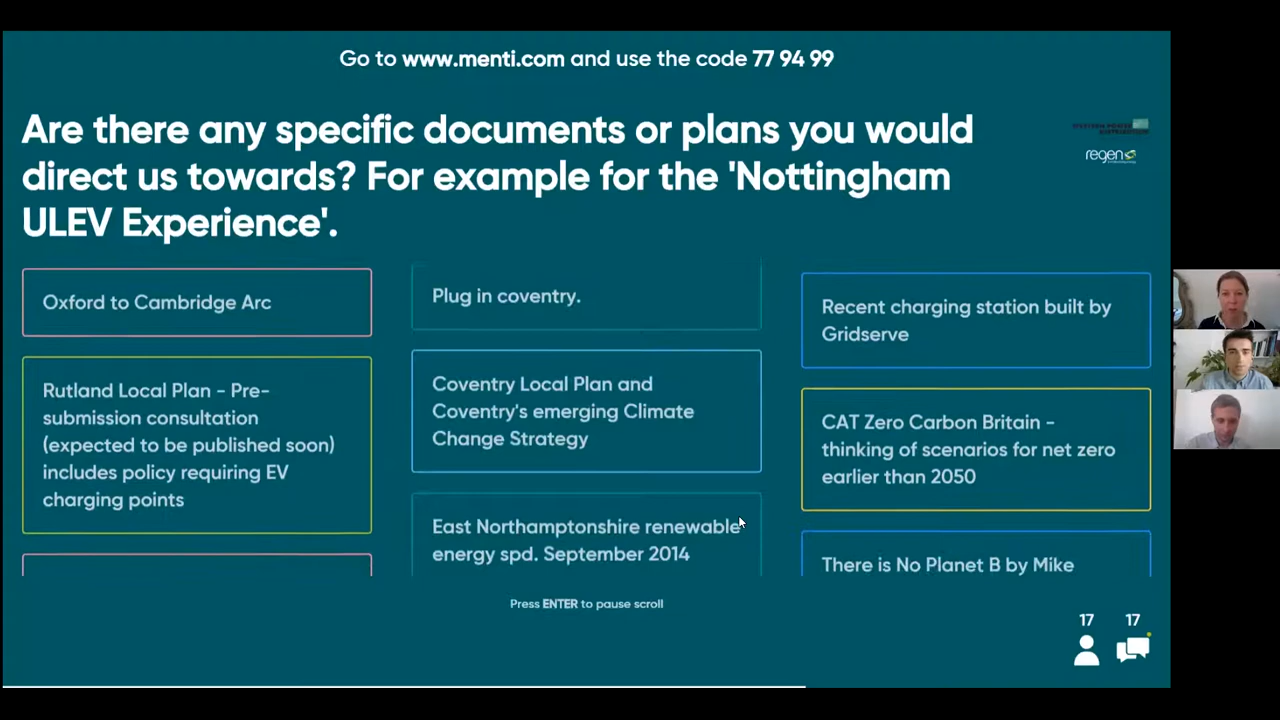 Go to www.menti.com and use the code 77 94 99
Are there any specific documents or plans you would
direct us towards? For example for the 'Nottingham
ULEV Experience'.
regen
Oxford to Cambridge Arc
Rutland Local Plan - Pre-
submission consultation
(expected to be published soon)
includes policy requiring EV
charging points
Plug in coventry.
Coventry Local Plan and
Coventry's emerging Climate
Change Strategy
East Northamptonshire renewable
energy spd. September 2014
Recent charging station built by
Gridserve
CAT Zero Carbon Britain -
thinking of scenarios for net zero
earlier than 2050
There is No Planet B by Mike
Press ENTER to pause scroll
17
17